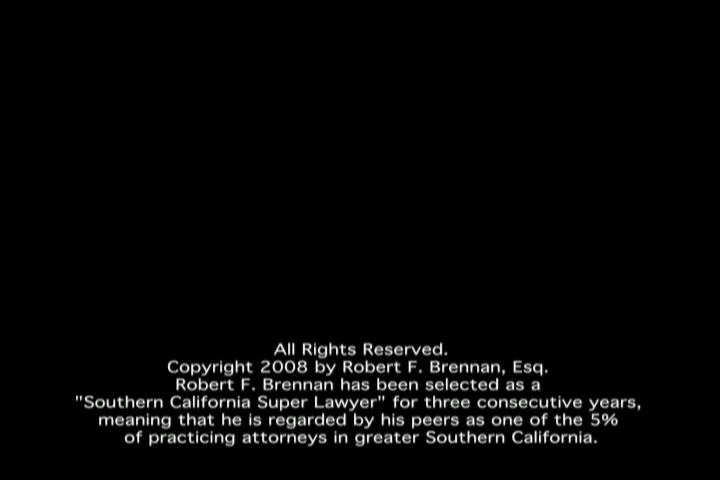 All Rights Reserved.
Copyright 2008 by Robert F. Brennan, Esq.
Robert F. Brennan has been selected as a
"Southern California Super Lawyer" for three consecutive years,
meaning that he is regarded by his peers as one of the 5%
of practicing attorneys in greater Southern California.